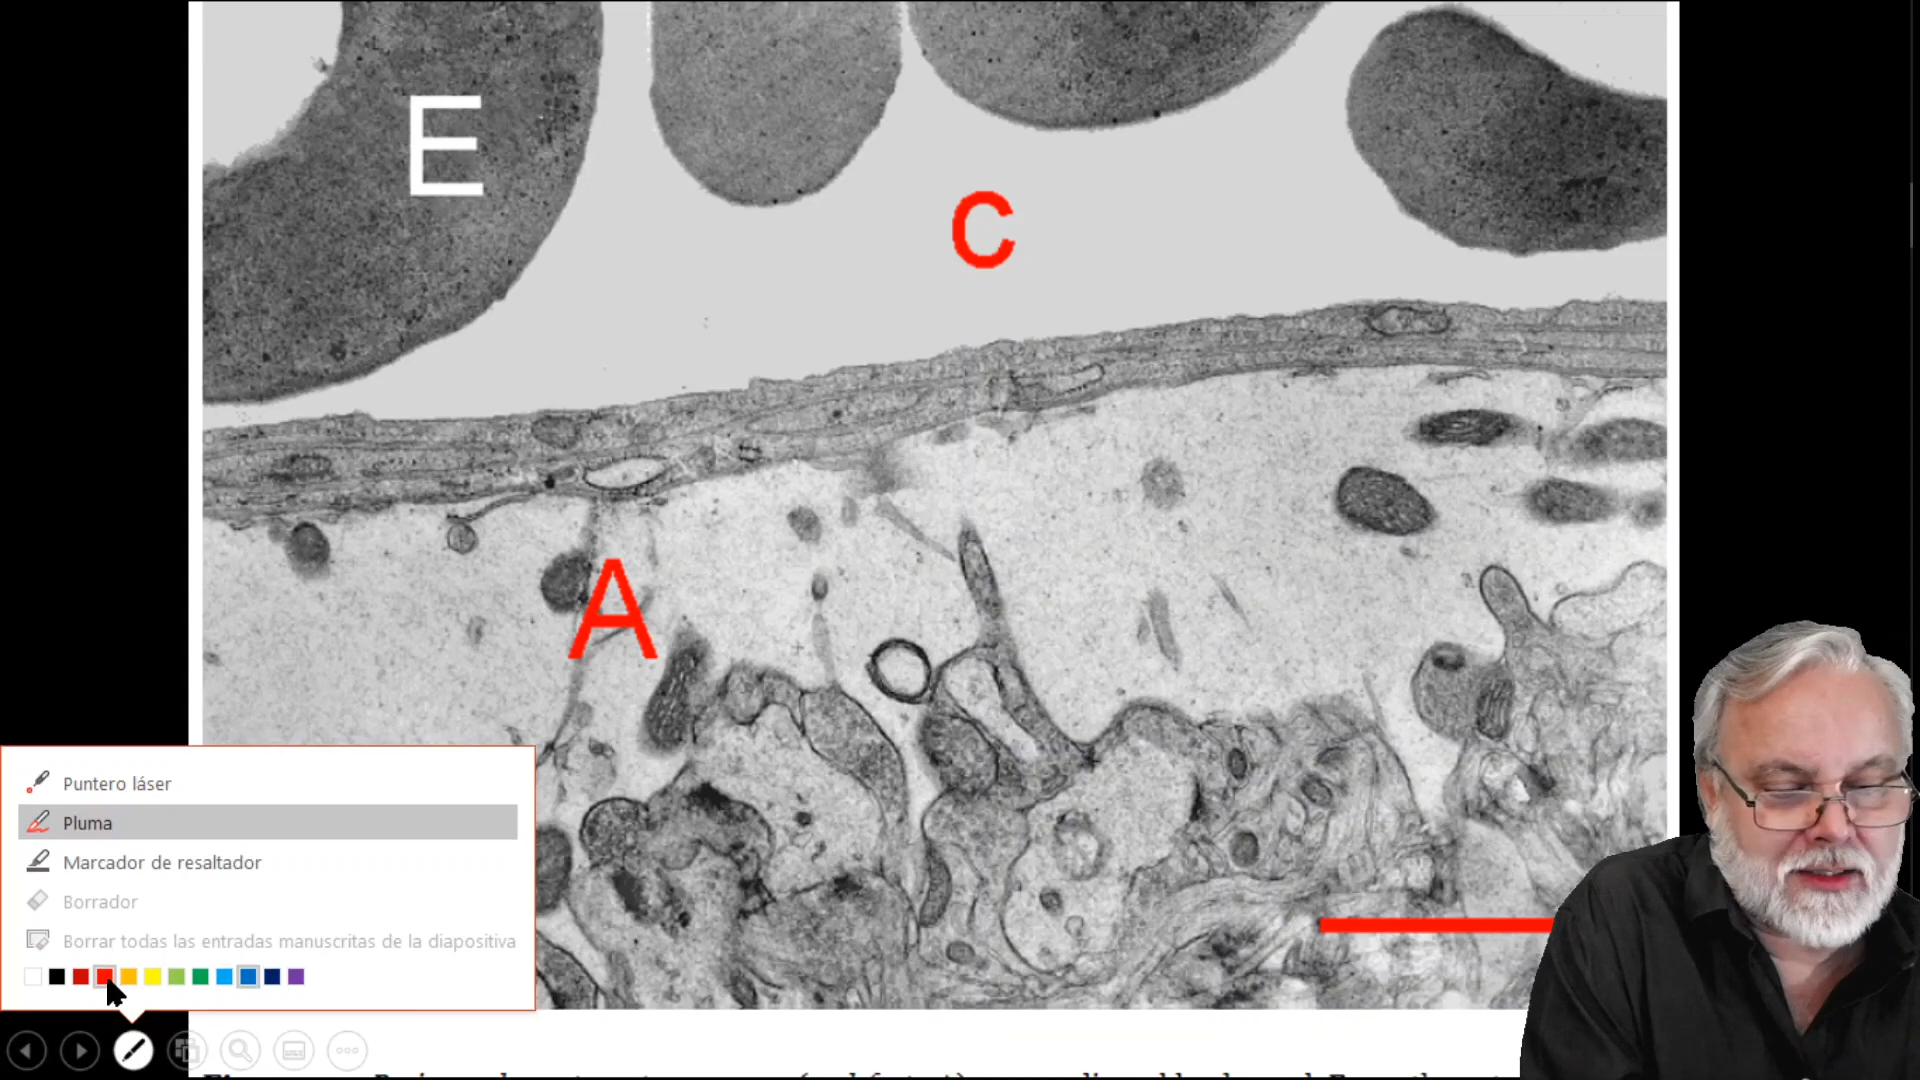 E
C
A
Puntero láser
Pluma
Marcador de resaltador
Borrador
Borrar todas las entradas manuscritas de la diapositiva